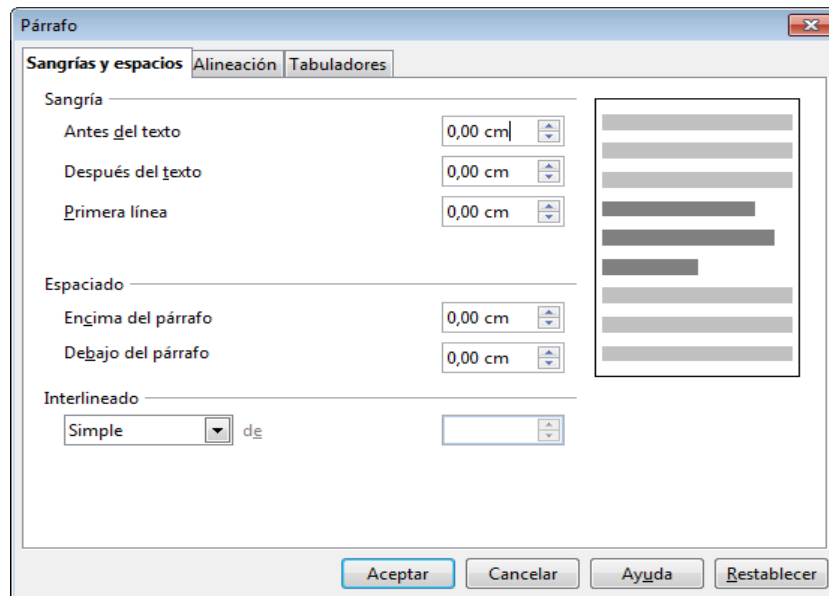 Párrafo
Sangrías y espacios Alineación Tabuladores
Sangría
Antes del texto 0,00 cm
Después del texto 0,00 cm
Primera línea 0,00 cm
Espaciado
Encima del párrafo 0,00 cm
Debajo del párrafo 0,00 cm
Interlineado
Simple de
Aceptar Cancelar Ayuda Restablecer